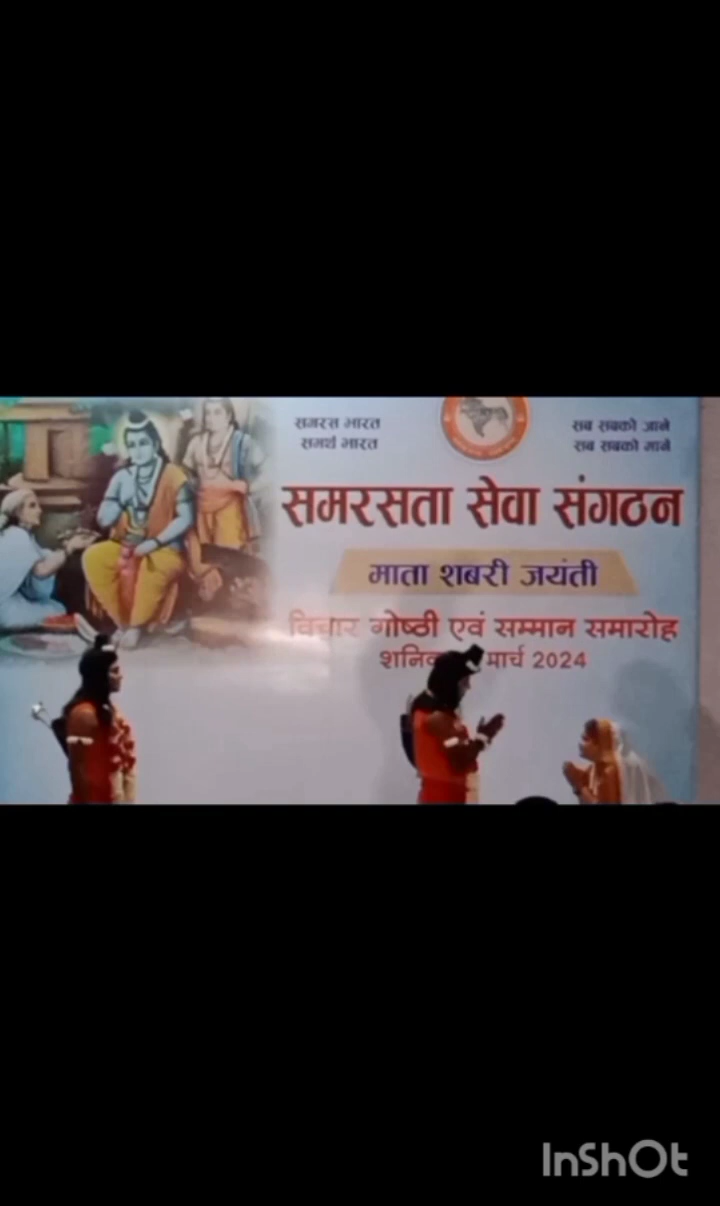 समरस भारत
समर्थ भारत
सब सबको जाने
सब सबको माने
समरसता सेवा संगठन
माता शबरी जयंती
विचार गोष्ठी एवं सम्मान समारोह
मार्च 2024
InShOt